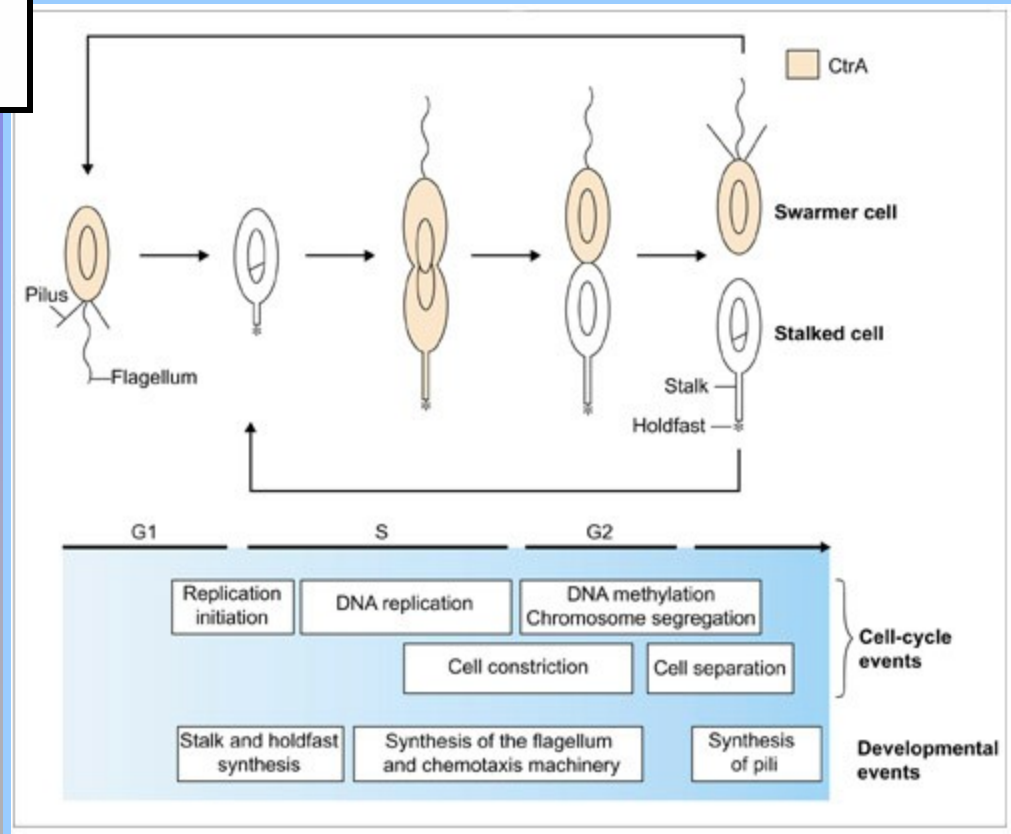 CtrA
Swarmer cell
Pilus
Flagellum
Stalked cell
Stalk
Holdfast
G1
S
G2
Replication
initiation
DNA replication
DNA methylation
Chromosome segregation
Cell constriction
Cell separation
Cell-cycle
events
Stalk and holdfast
synthesis
Synthesis of the flagellum
and chemotaxis machinery
Synthesis
of pili
Developmental
events